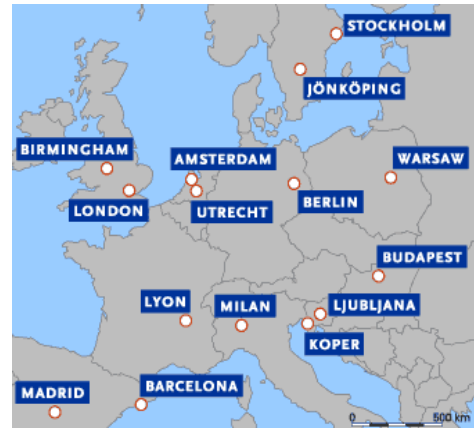 STOCKHOLM
JÖNKÖPING
BIRMINGHAM
AMSTERDAM
WARSAW
LONDON
UTRECHT
BERLIN
BUDAPEST
LYON
MILAN
LJUBLJANA
KOPER
MADRID
BARCELONA
0 500 km